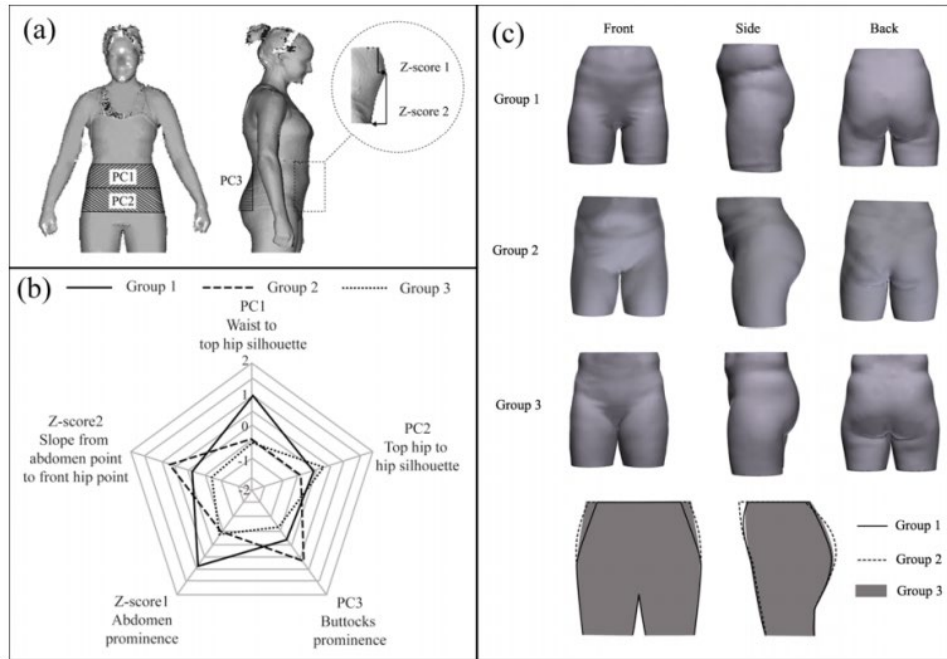 (a)
PC1
PC2
PC3
Z-score 1
Z-score 2
(b)
Group 1
Group 2
Group 3
PC1
Waist to
top hip silhouette
2
1
0
-1
-2
PC2
Top hip to
hip silhouette
PC3
Buttocks
prominence
Z-score1
Abdomen
prominence
Z-score2
Slope from
abdomen point
to front hip point
(c)
Front Side Back
Group 1
Group 2
Group 3
Group 1
Group 2
Group 3